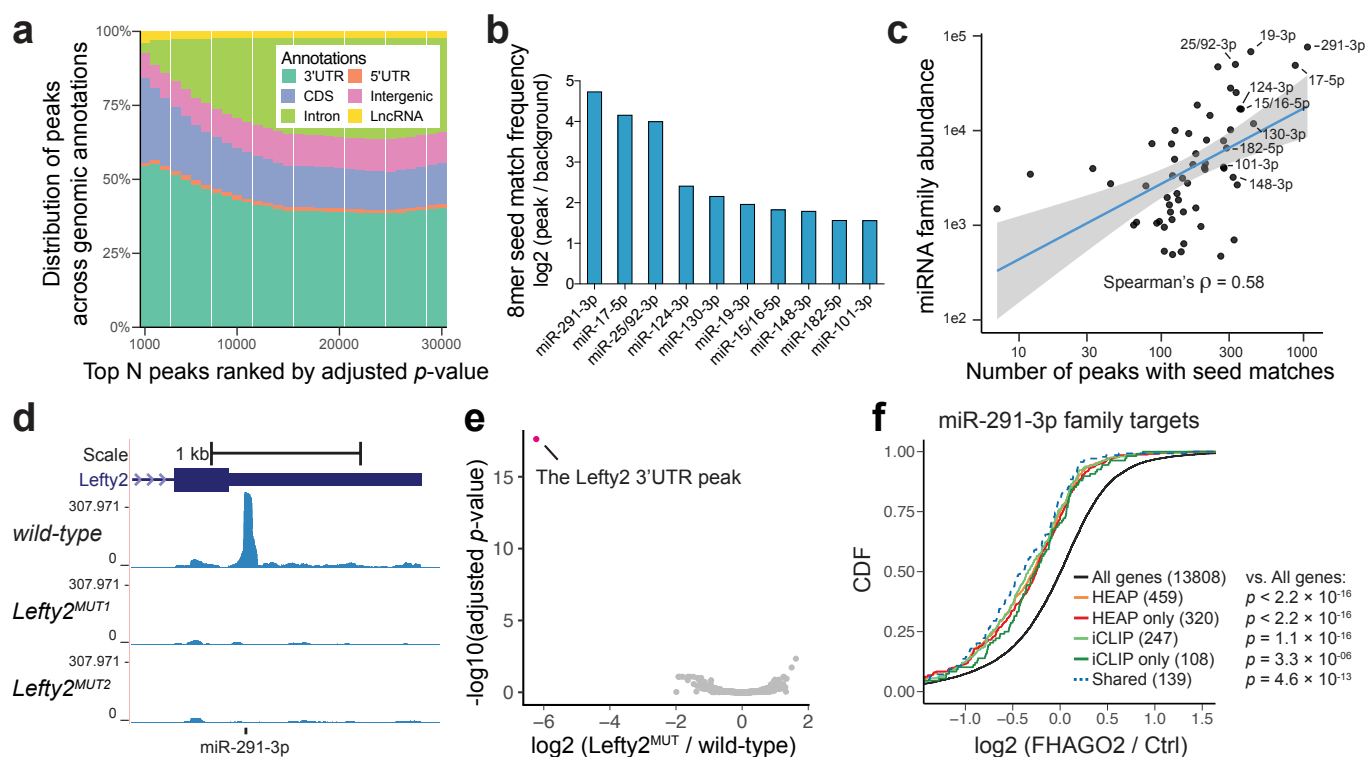 a
Distribution of peaks
across genomic annotations
100%
75%
50%
25%
0%
Annotations
3'UTR 5'UTR
CDS Intergenic
Intron LncRNA
1000 10000 20000 30000
Top N peaks ranked by adjusted p-value
b
8mer seed match frequency
log2 (peak / background)
5
4
3
2
1
0
miR-291-3p
miR-17-5p
miR-25/92-3p
miR-124-3p
miR-130-3p
miR-19-3p
miR-15/16-5p
miR-148-3p
miR-182-5p
miR-101-3p
c
miRNA family abundance
1e5
1e4
1e3
1e2
19-3p
25/92-3p
291-3p
17-5p
124-3p
15/16-5p
130-3p
182-5p
101-3p
148-3p
Spearman's ρ = 0.58
10 30 100 300 1000
Number of peaks with seed matches
d
Scale 1 kb
Lefty2
307.971
wild-type
0
307.971
Lefty2MUT1
0
307.971
Lefty2MUT2
0
miR-291-3p
e
-log10(adjusted p-value)
15
10
5
0
The Lefty2 3'UTR peak
−6 −4 −2 0 2
log2 (Lefty2MUT / wild-type)
f
miR-291-3p family targets
CDF
1.00
0.75
0.50
0.25
0.00
All genes (13808) vs. All genes:
HEAP (459) p < 2.2 × 10-16
HEAP only (320) p < 2.2 × 10-16
iCLIP (247) p = 1.1 × 10-16
iCLIP only (108) p = 3.3 × 10-06
Shared (139) p = 4.6 × 10-13
−1.0 −0.5 0.0 0.5 1.0 1.5
log2 (FHAGO2 / Ctrl)